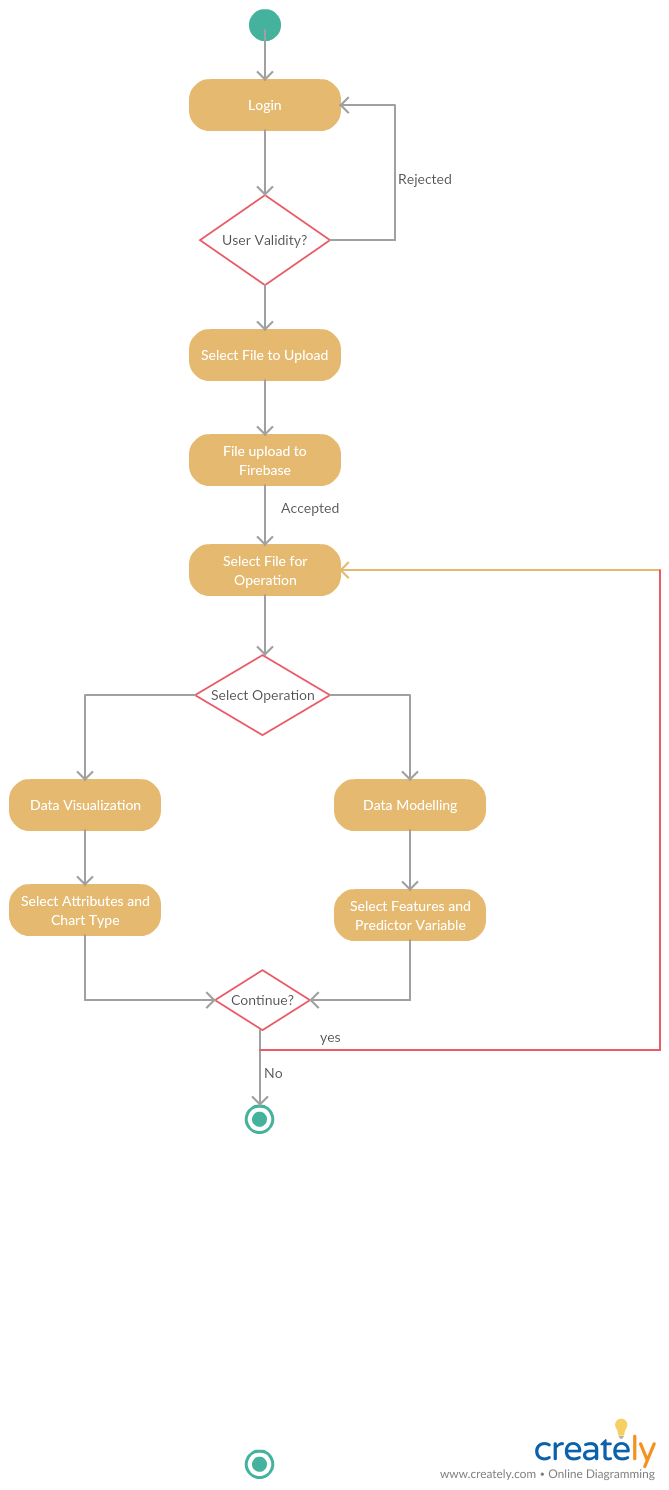 Login
Rejected
User Validity?
Select File to Upload
File upload to
Firebase
Accepted
Select File for
Operation
Select Operation
Data Visualization
Data Modelling
Select Attributes and
Chart Type
Select Features and
Predictor Variable
Continue?
yes
No
creately
www.creately.com • Online Diagramming